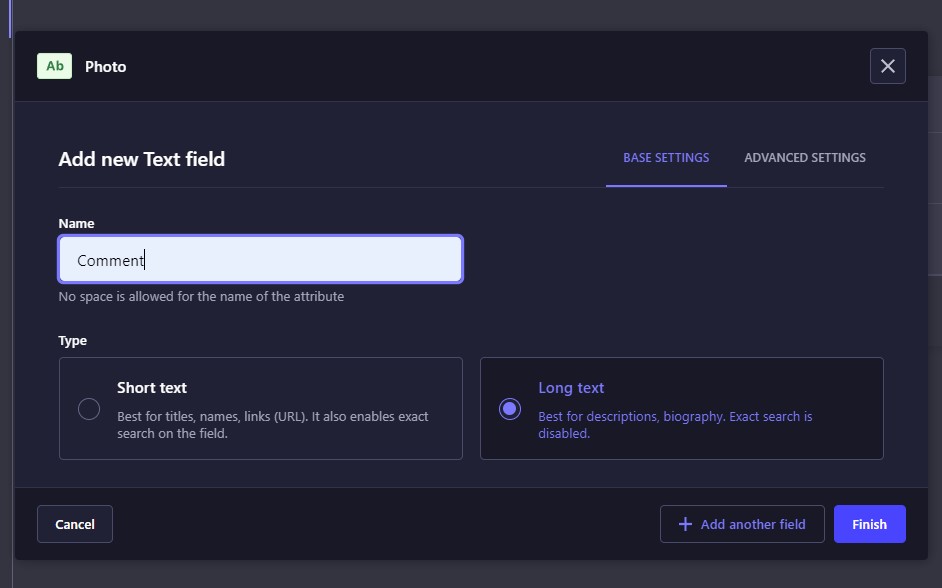 Ab Photo
Add new Text field
BASE SETTINGS
ADVANCED SETTINGS
Name
Comment
No space is allowed for the name of the attribute
Type
Short text
Best for titles, names, links (URL). It also enables exact
search on the field.
Long text
Best for descriptions, biography. Exact search is
disabled.
Cancel
Add another field
Finish